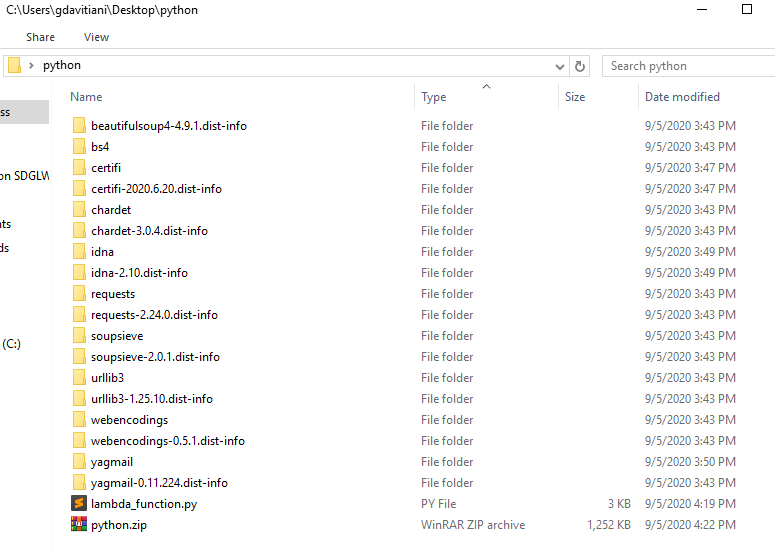 C:\Users\gdavitiani\Desktop\python
Share View
python Search python
Name Type Size Date modified
beautifulsoup4-4.9.1.dist-info File folder 9/5/2020 3:43 PM
bs4 File folder 9/5/2020 3:43 PM
certifi File folder 9/5/2020 3:47 PM
certifi-2020.6.20.dist-info File folder 9/5/2020 3:47 PM
chardet File folder 9/5/2020 3:43 PM
chardet-3.0.4.dist-info File folder 9/5/2020 3:43 PM
idna File folder 9/5/2020 3:49 PM
idna-2.10.dist-info File folder 9/5/2020 3:49 PM
requests File folder 9/5/2020 3:43 PM
requests-2.24.0.dist-info File folder 9/5/2020 3:43 PM
soupsieve File folder 9/5/2020 3:43 PM
soupsieve-2.0.1.dist-info File folder 9/5/2020 3:43 PM
urllib3 File folder 9/5/2020 3:43 PM
urllib3-1.25.10.dist-info File folder 9/5/2020 3:43 PM
webencodings File folder 9/5/2020 3:43 PM
webencodings-0.5.1.dist-info File folder 9/5/2020 3:43 PM
yagmail File folder 9/5/2020 3:50 PM
yagmail-0.11.224.dist-info File folder 9/5/2020 3:43 PM
lambda_function.py PY File 3 KB 9/5/2020 4:19 PM
python.zip WinRAR ZIP archive 1,252 KB 9/5/2020 4:22 PM
ss
on SDGLW
nts
ds
(C:)